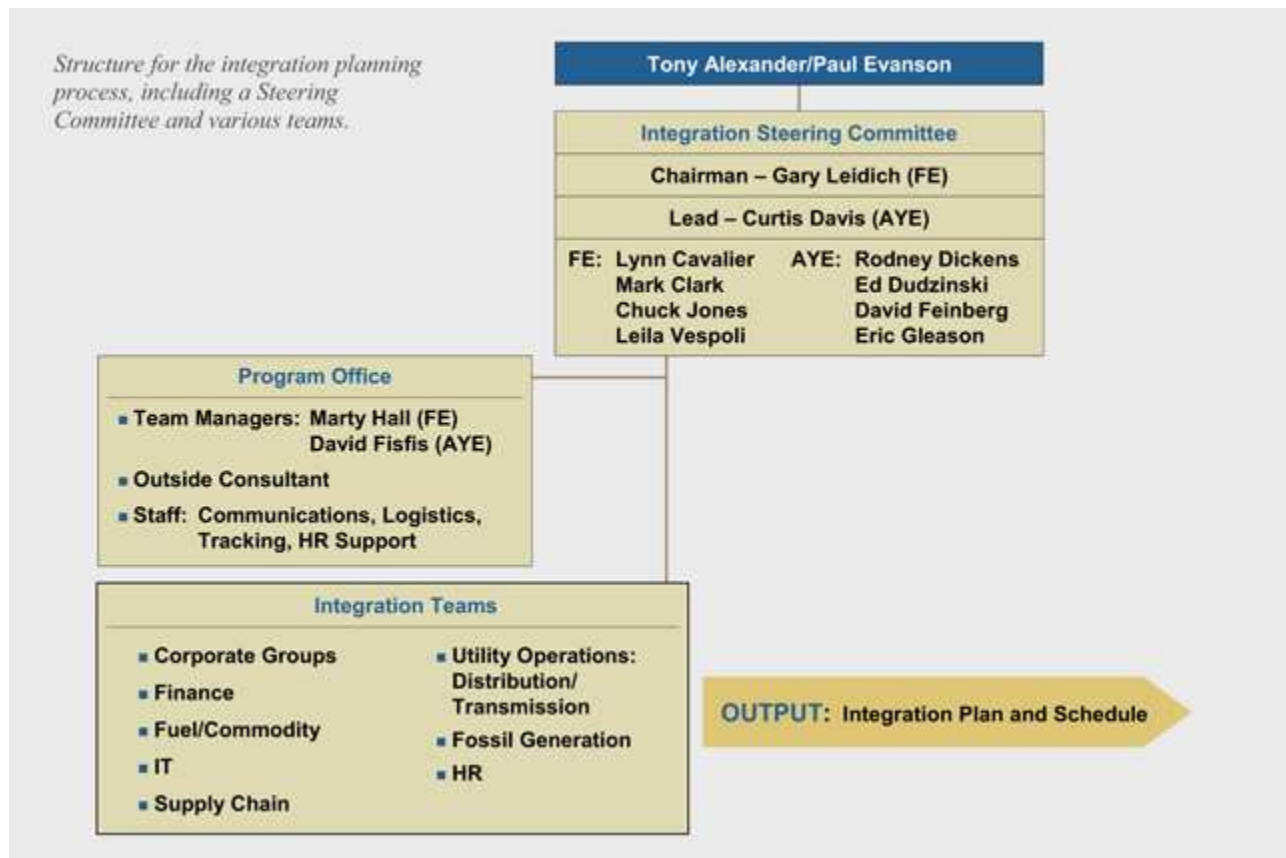 Structure for the integration planning
process, including a Steering
Committee and various teams.
Tony Alexander/Paul Evanson
Integration Steering Committee
Chairman – Gary Leidich (FE)
Lead – Curtis Davis (AYE)
FE: Lynn Cavalier AYE: Rodney Dickens
Mark Clark Ed Dudzinski
Chuck Jones David Feinberg
Leila Vespoli Eric Gleason
Program Office
▪ Team Managers: Marty Hall (FE)
David Fisfis (AYE)
▪ Outside Consultant
▪ Staff: Communications, Logistics,
Tracking, HR Support
Integration Teams
▪ Corporate Groups
▪ Finance
▪ Fuel/Commodity
▪ IT
▪ Supply Chain
▪ Utility Operations:
Distribution/
Transmission
▪ Fossil Generation
▪ HR
OUTPUT: Integration Plan and Schedule